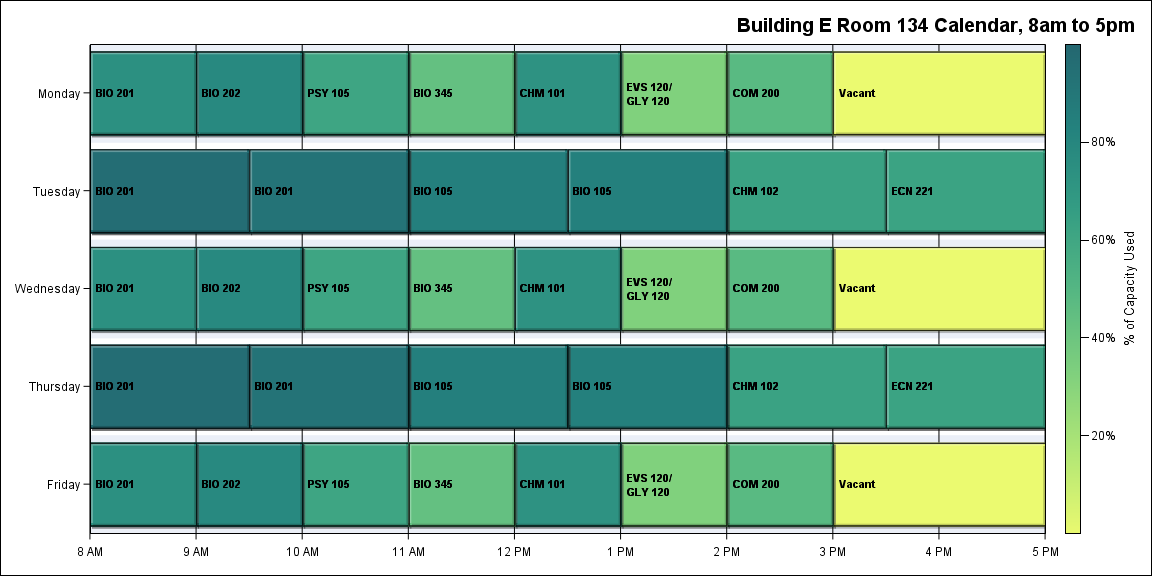 Building E Room 134 Calendar, 8am to 5pm
Monday
BIO 201
BIO 202
PSY 105
BIO 345
CHM 101
EVS 120/
GLY 120
COM 200
Vacant
Tuesday
BIO 201
BIO 201
BIO 105
BIO 105
CHM 102
ECN 221
Wednesday
BIO 201
BIO 202
PSY 105
BIO 345
CHM 101
EVS 120/
GLY 120
COM 200
Vacant
Thursday
BIO 201
BIO 201
BIO 105
BIO 105
CHM 102
ECN 221
Friday
BIO 201
BIO 202
PSY 105
BIO 345
CHM 101
EVS 120/
GLY 120
COM 200
Vacant
8 AM
9 AM
10 AM
11 AM
12 PM
1 PM
2 PM
3 PM
4 PM
5 PM
80%
60%
40%
20%
% of Capacity Used